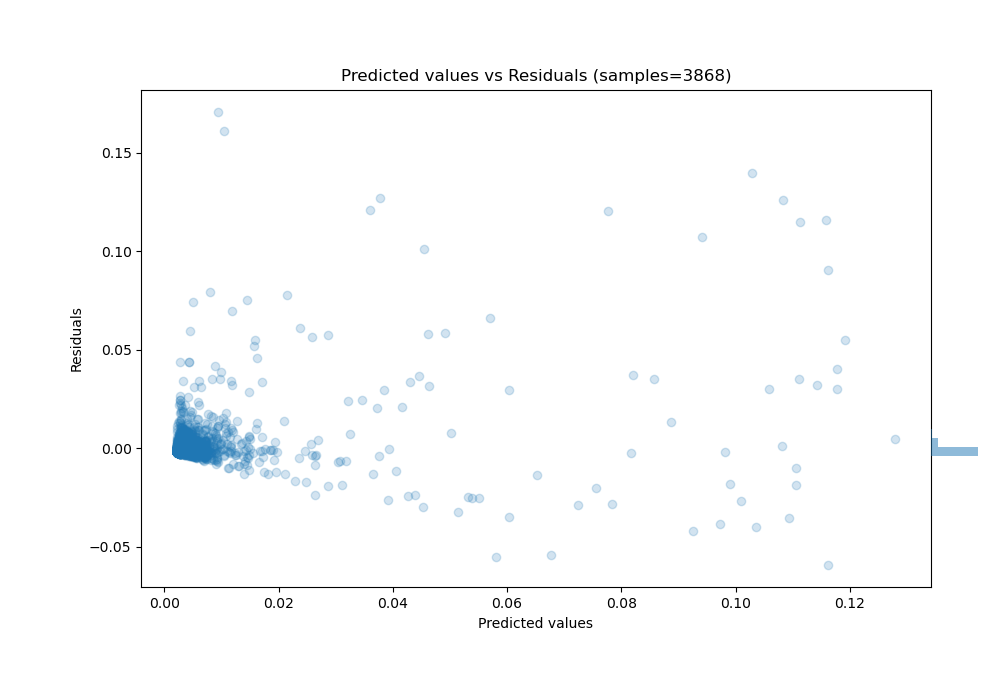 Predicted values vs Residuals (samples=3868)
0.15
0.10
0.05
0.00
−0.05
Residuals
0.00 0.02 0.04 0.06 0.08 0.10 0.12
Predicted values